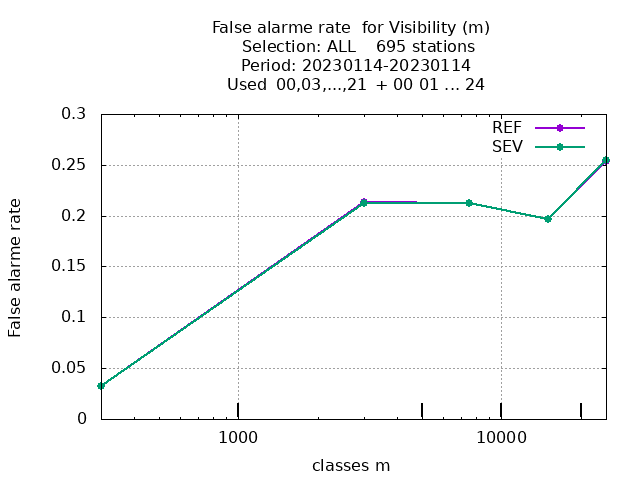 False alarme rate  for Visibility (m)
Selection: ALL    695 stations
Period: 20230114-20230114
Used  00,03,...,21  + 00 01 ... 24
0.3
0.25
0.2
0.15
0.1
0.05
0
False alarme rate
REF
SEV
1000
10000
classes m